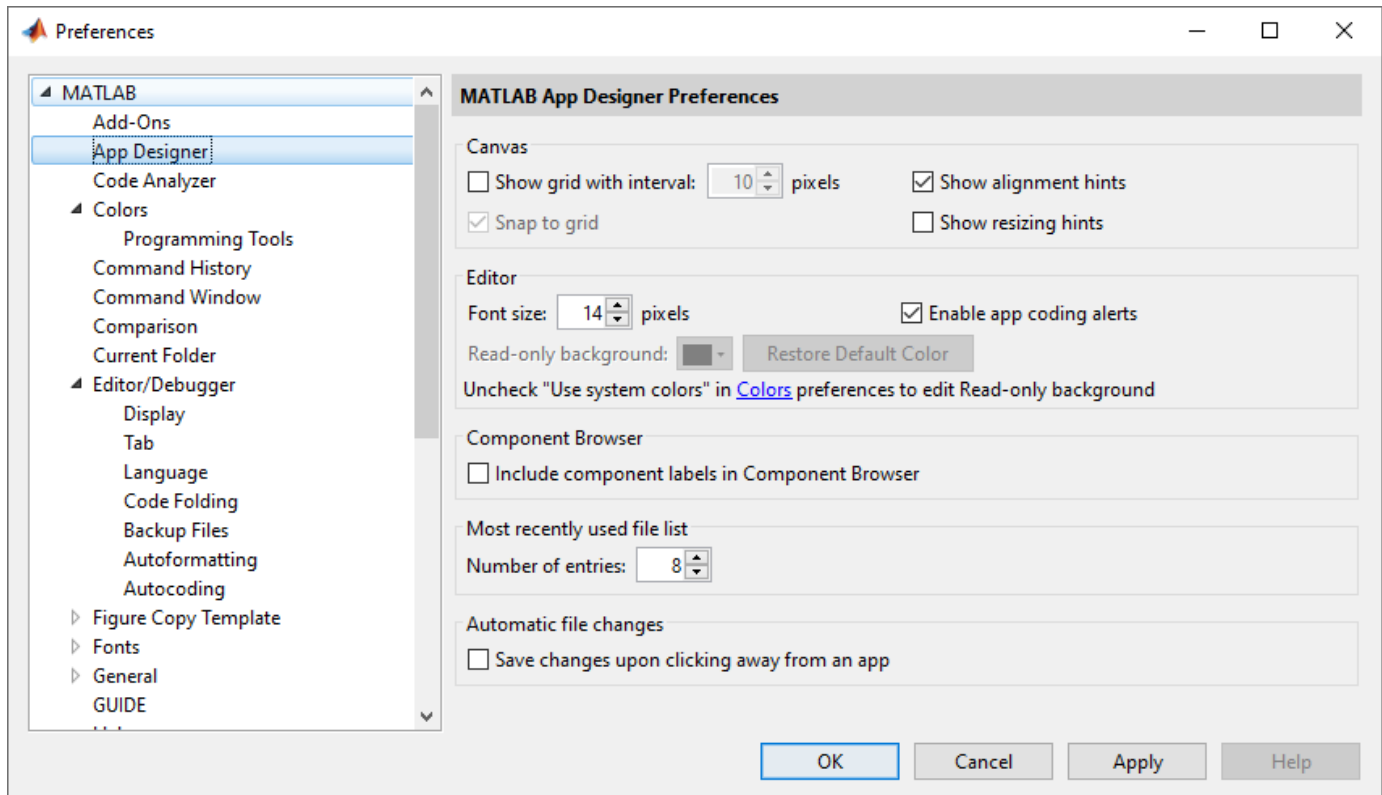 Preferences
MATLAB
Add-Ons
App Designer
Code Analyzer
Colors
Programming Tools
Command History
Command Window
Comparison
Current Folder
Editor/Debugger
Display
Tab
Language
Code Folding
Backup Files
Autoformatting
Autocoding
Figure Copy Template
Fonts
General
GUIDE
MATLAB App Designer Preferences
Canvas
Show grid with interval: 10 pixels Show alignment hints
Snap to grid Show resizing hints
Editor
Font size: 14 pixels Enable app coding alerts
Read-only background: Restore Default Color
Uncheck "Use system colors" in Colors preferences to edit Read-only background
Component Browser
Include component labels in Component Browser
Most recently used file list
Number of entries: 8
Automatic file changes
Save changes upon clicking away from an app
OK Cancel Apply Help